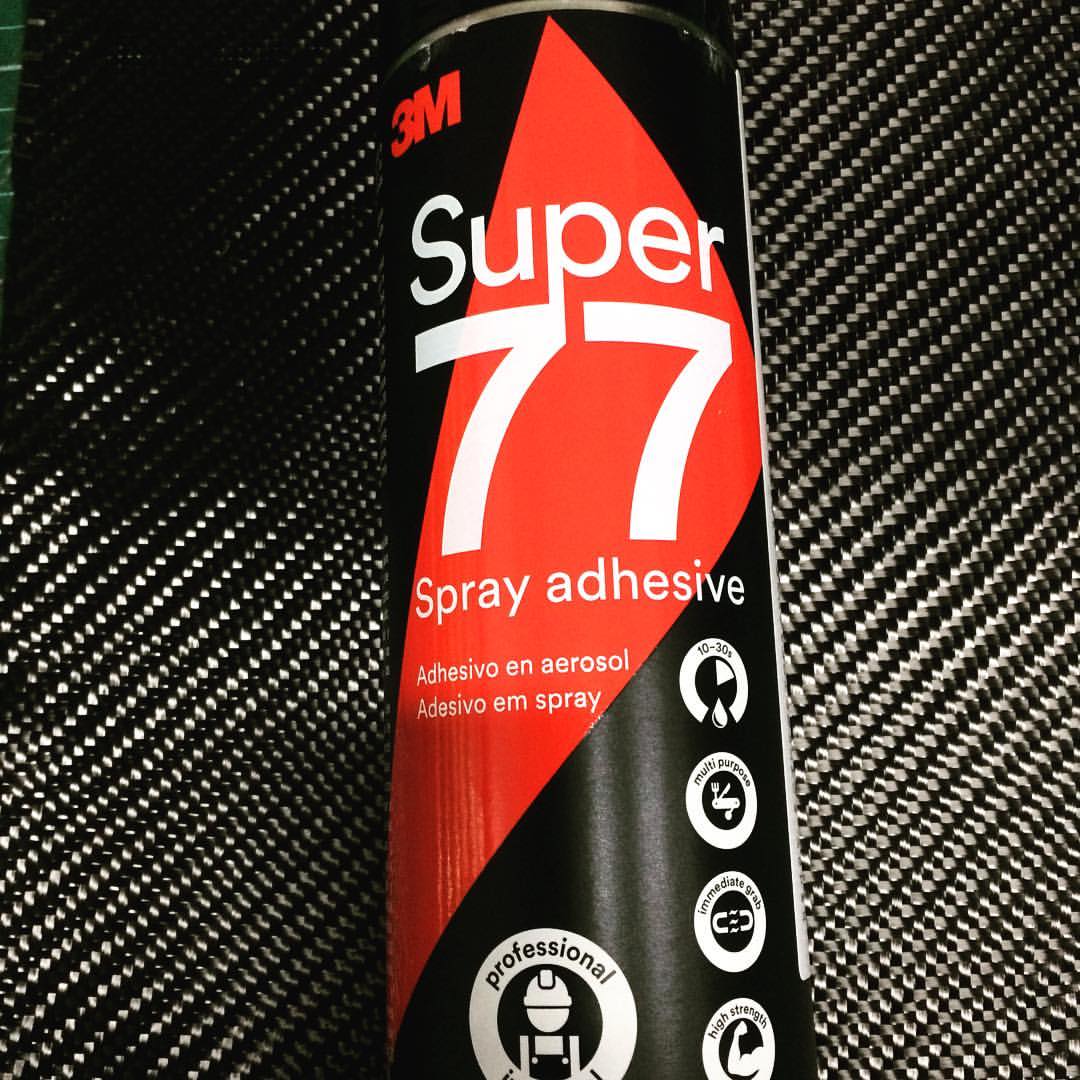 3M
Super
77
Spray adhesive
Adhesivo en aerosol
Adesivo em spray
10-30s
multi purpose
immediate grab
professional
high strength